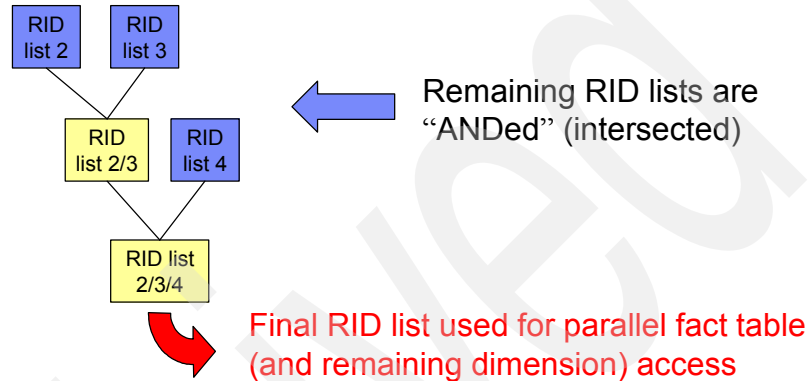 RID
list 2
RID
list 3
Remaining RID lists are
“ANDed” (intersected)
RID
list 2/3
RID
list 4
RID list
2/3/4
Final RID list used for parallel fact table
(and remaining dimension) access